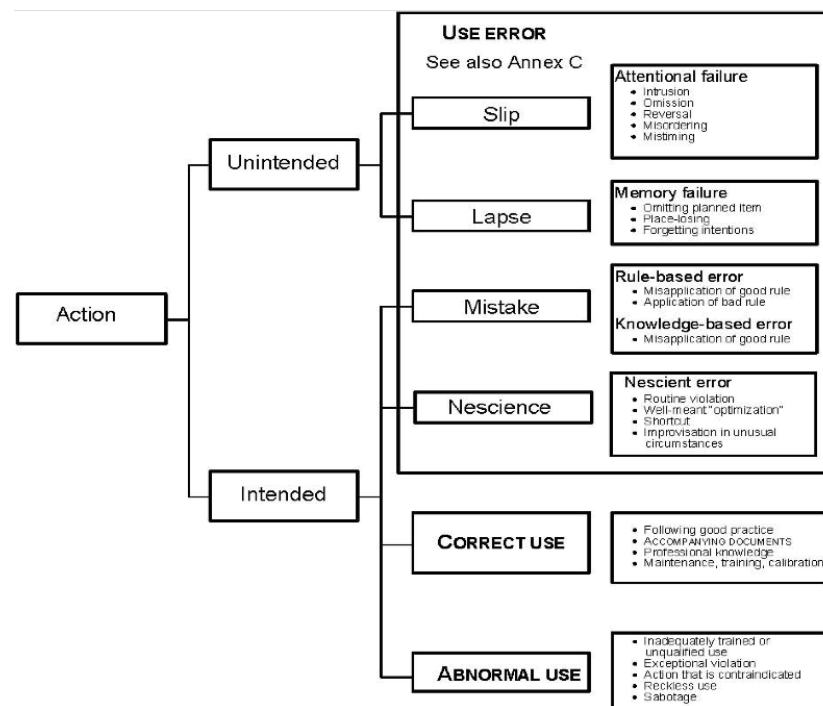 USE ERROR
See also Annex C
Attentional failure
• Intrusion
• Omission
• Reversal
• Misordering
• Mistiming
Slip
Unintended
Memory failure
• Omitting planned item
• Place-losing
• Forgetting intentions
Lapse
Rule-based error
• Misapplication of good rule
• Application of bad rule
Knowledge-based error
• Misapplication of good rule
Mistake
Action
Nescient error
• Routine violation
• Well-meant "optimization"
• Shortcut
• Improvisation in unusual
circumstances
Nescience
Intended
CORRECT USE
• Following good practice
• ACCOMPANYING DOCUMENTS
• Professional knowledge
• Maintenance, training, calibration
ABNORMAL USE
• Inadequately trained or
unqualified use
• Exceptional violation
• Action that is contraindicated
• Reckless use
• Sabotage